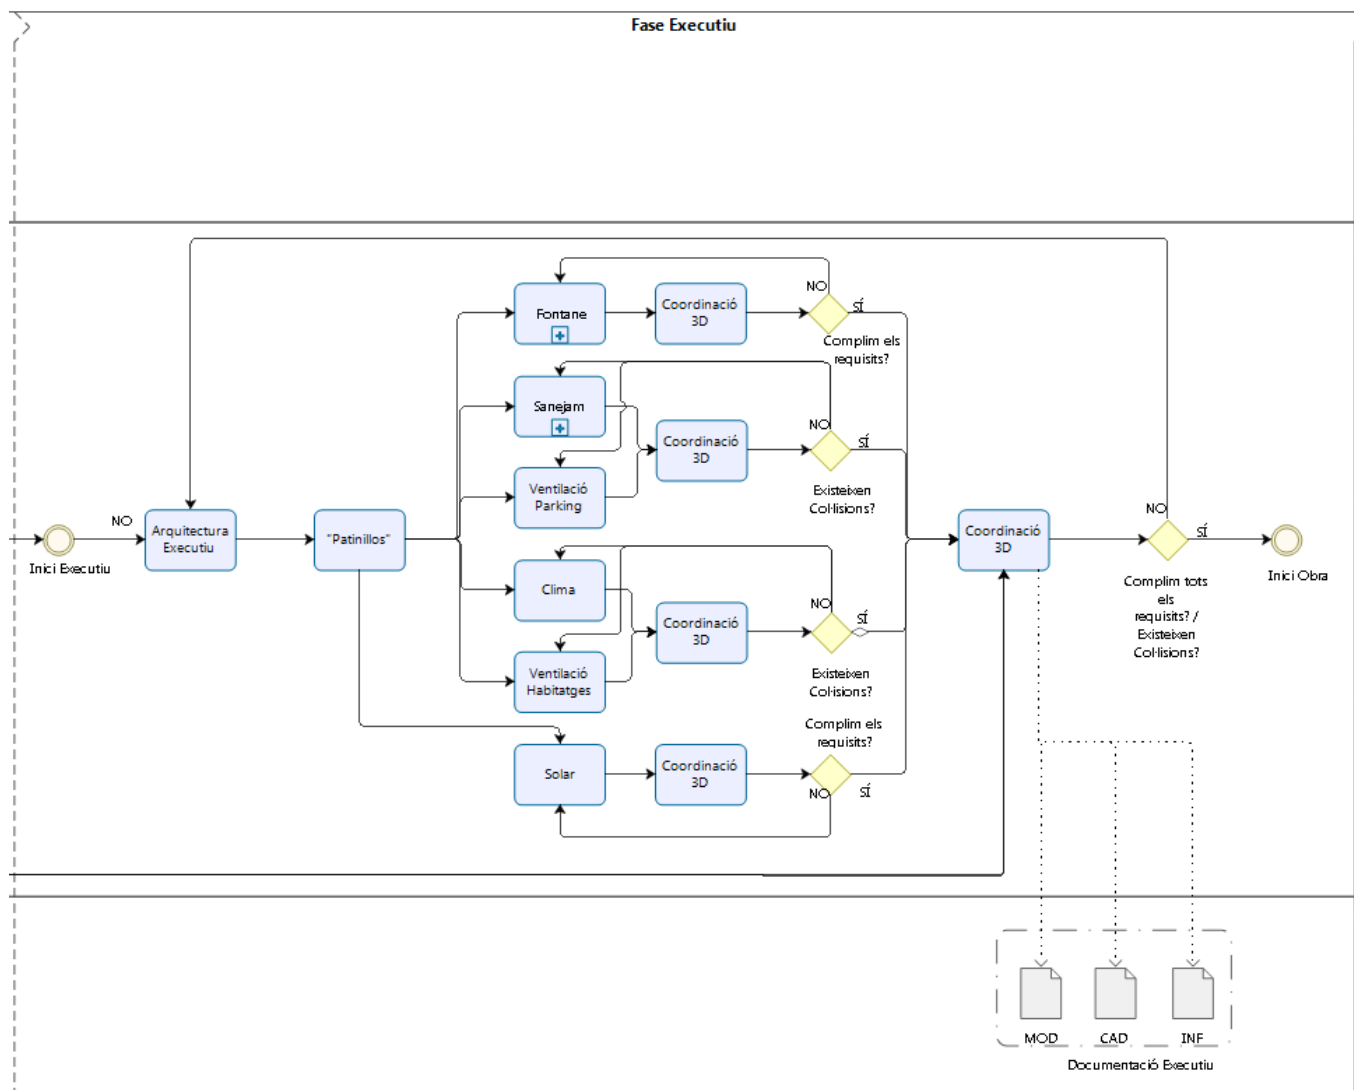 Fase Executiu
NO
SÍ
Fontane
Coordinació
3D
Complim els
requisits?
Sanejam
NO
SÍ
Coordinació
3D
Ventilació
Parking
Existeixen
Col·lisions?
Inici Executiu
NO
Arquitectura
Executiu
"Patinillos"
Coordinació
3D
NO
SÍ
Inici Obra
Complim tots
els
requisits? /
Existeixen
Col·lisions?
Clima
NO
SÍ
Coordinació
3D
Ventilació
Habitatges
Existeixen
Col·lisions?
Complim els
requisits?
Solar
Coordinació
3D
NO
SÍ
MOD
CAD
INF
Documentació Executiu